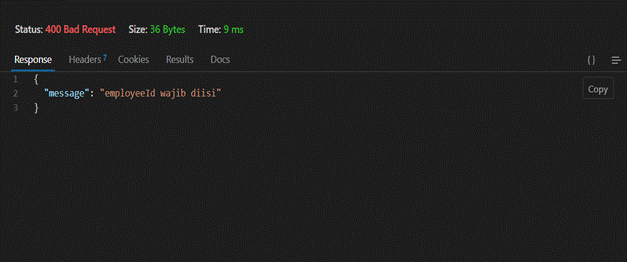 Status: 400 Bad Request Size: 36 Bytes Time: 9 ms
Response Headers 7 Cookies Results Docs { }
1 {
Copy
2 "message": "employeeId wajib diisi"
3 }